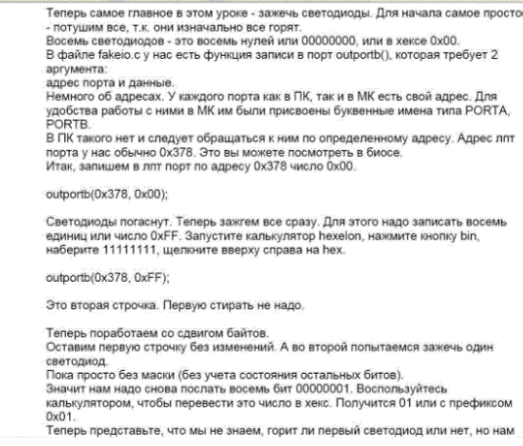 Теперь самое главное в этом уроке - зажечь светодиоды. Для начала самое просто
- потушим все, т.к. они изначально все горят.
Восемь светодиодов - это восемь нулей или 00000000, или в хексе 0x00.
В файле fakeio.c у нас есть функция записи в порт outportb(), которая требует 2
аргумента:
адрес порта и данные.
Немного об адресах. У каждого порта как в ПК, так и в МК есть свой адрес. Для
удобства работы с ними в МК им были присвоены буквенные имена типа PORTA,
PORTB.
В ПК такого нет и следует обращаться к ним по определенному адресу. Адрес лпт
порта у нас обычно 0x378. Это вы можете посмотреть в биосе.
Итак, запишем в лпт порт по адресу 0x378 число 0x00.
outportb(0x378, 0x00);
Светодиоды погаснут. Теперь зажгем все сразу. Для этого надо записать восемь
единиц или число 0xFF. Запустите калькулятор hexelon, нажмите кнопку bin,
наберите 11111111, щелкните вверху справа на hex.
outportb(0x378, 0xFF);
Это вторая строчка. Первую стирать не надо.
Теперь поработаем со сдвигом байтов.
Оставим первую строчку без изменений. А во второй попытаемся зажечь один
светодиод.
Пока просто без маски (без учета состояния остальных битов).
Значит нам надо снова послать восемь бит 00000001. Воспользуйтесь
калькулятором, чтобы перевести это число в хекс. Получится 01 или с префиксом
0x01.
Теперь представьте, что мы не знаем, горит ли первый светодиод или нет, но нам